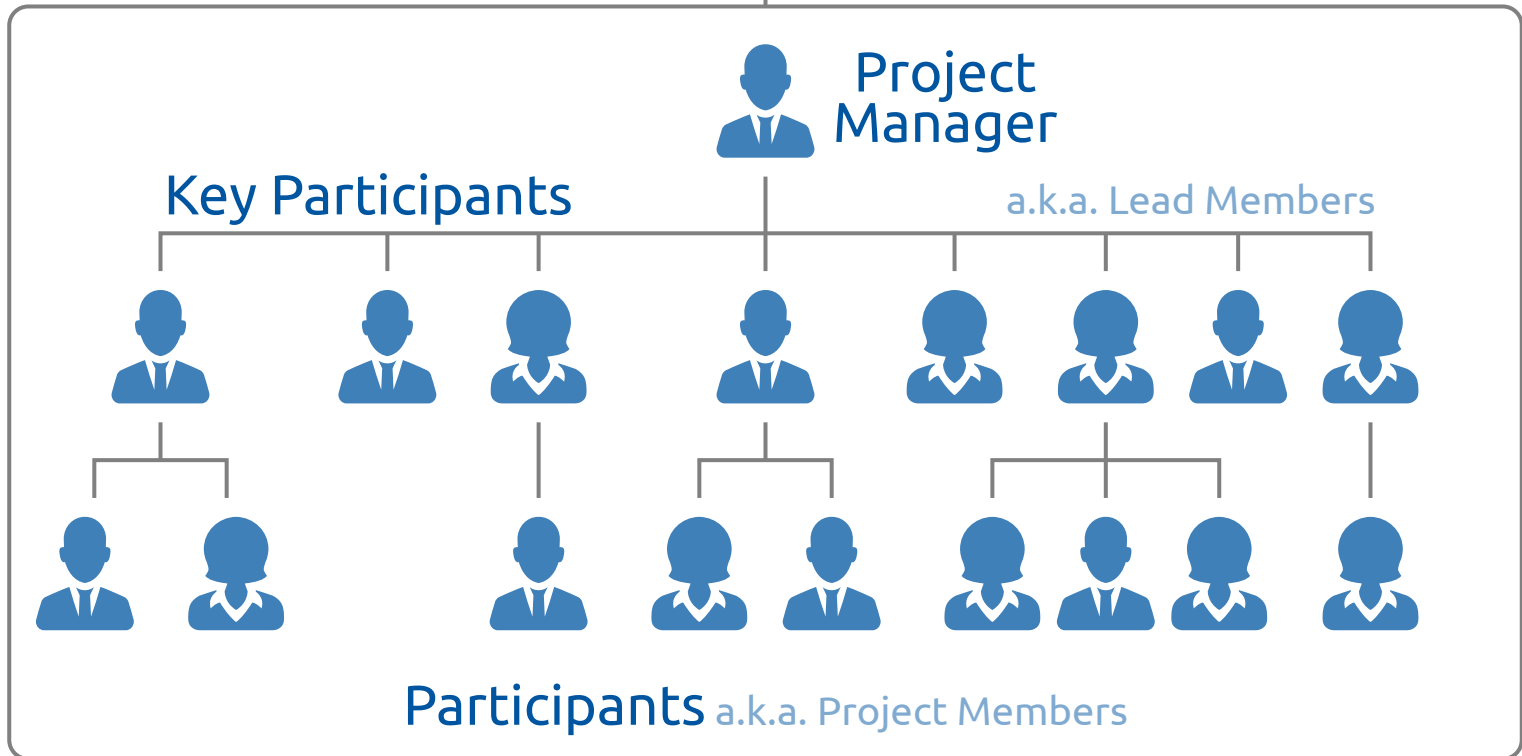 Project
Manager
Key Participants
a.k.a. Lead Members
Participants a.k.a. Project Members